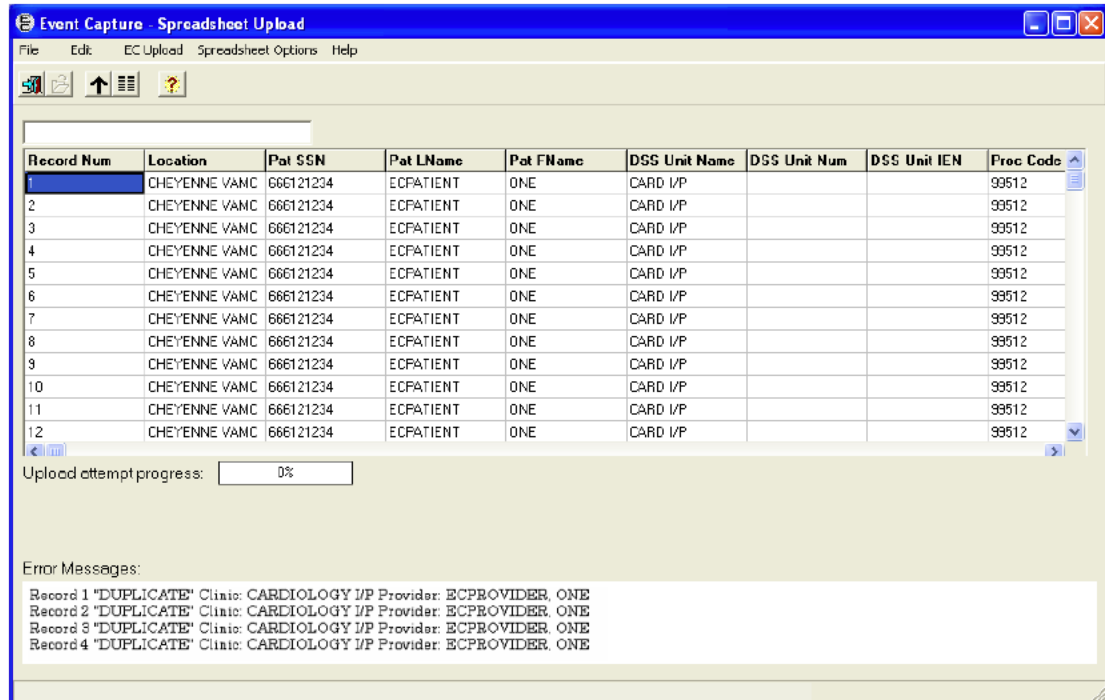 Event Capture - Spreadsheet Upload
File Edit EC Upload Spreadsheet Options Help
Record Num Location Pat SSN Pat LName Pat FName DSS Unit Name DSS Unit Num DSS Unit IEN Proc Code
1 CHEYENNE VAMC 666121234 ECPATIENT ONE CARD I/P 99512
2 CHEYENNE VAMC 666121234 ECPATIENT ONE CARD I/P 99512
3 CHEYENNE VAMC 666121234 ECPATIENT ONE CARD I/P 99512
4 CHEYENNE VAMC 666121234 ECPATIENT ONE CARD I/P 99512
5 CHEYENNE VAMC 666121234 ECPATIENT ONE CARD I/P 99512
6 CHEYENNE VAMC 666121234 ECPATIENT ONE CARD I/P 99512
7 CHEYENNE VAMC 666121234 ECPATIENT ONE CARD I/P 99512
8 CHEYENNE VAMC 666121234 ECPATIENT ONE CARD I/P 99512
9 CHEYENNE VAMC 666121234 ECPATIENT ONE CARD I/P 99512
10 CHEYENNE VAMC 666121234 ECPATIENT ONE CARD I/P 99512
11 CHEYENNE VAMC 666121234 ECPATIENT ONE CARD I/P 99512
12 CHEYENNE VAMC 666121234 ECPATIENT ONE CARD I/P 99512
Upload attempt progress: 0%
Error Messages:
Record 1 "DUPLICATE" Clinic: CARDIOLOGY I/P Provider: ECPROVIDER, ONE
Record 2 "DUPLICATE" Clinic: CARDIOLOGY I/P Provider: ECPROVIDER, ONE
Record 3 "DUPLICATE" Clinic: CARDIOLOGY I/P Provider: ECPROVIDER, ONE
Record 4 "DUPLICATE" Clinic: CARDIOLOGY I/P Provider: ECPROVIDER, ONE